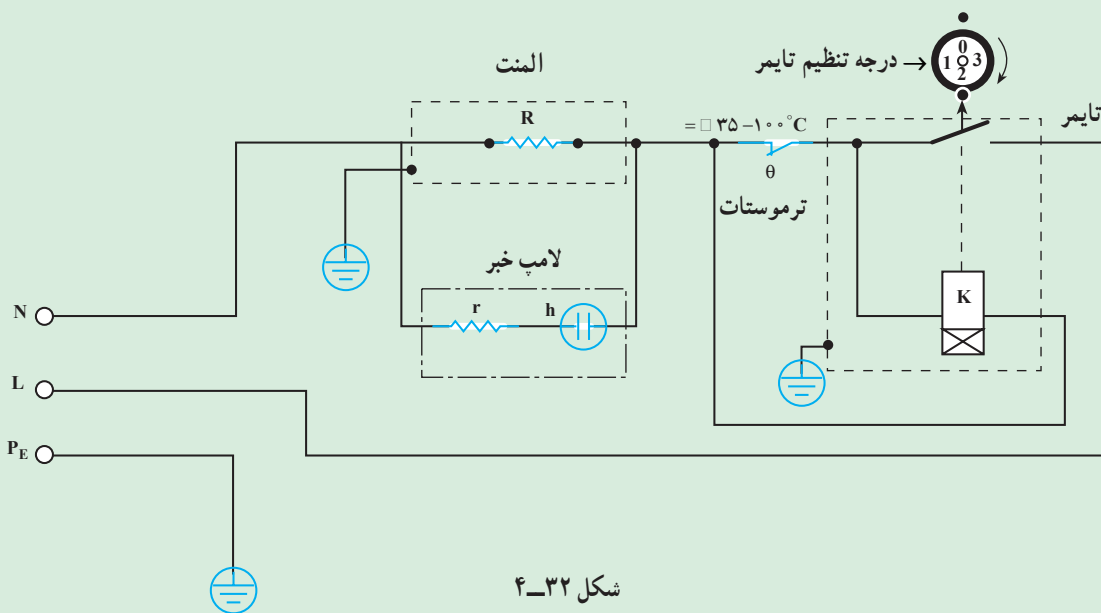 0
1 3
2
درجه تنظیم تایمر
تایمر
المنت
R
= □ ۳۵ –۱۰۰°C
θ
ترموستات
لامپ خبر
r
h
K
N
L
PE
شکل ۳۲ــ۴